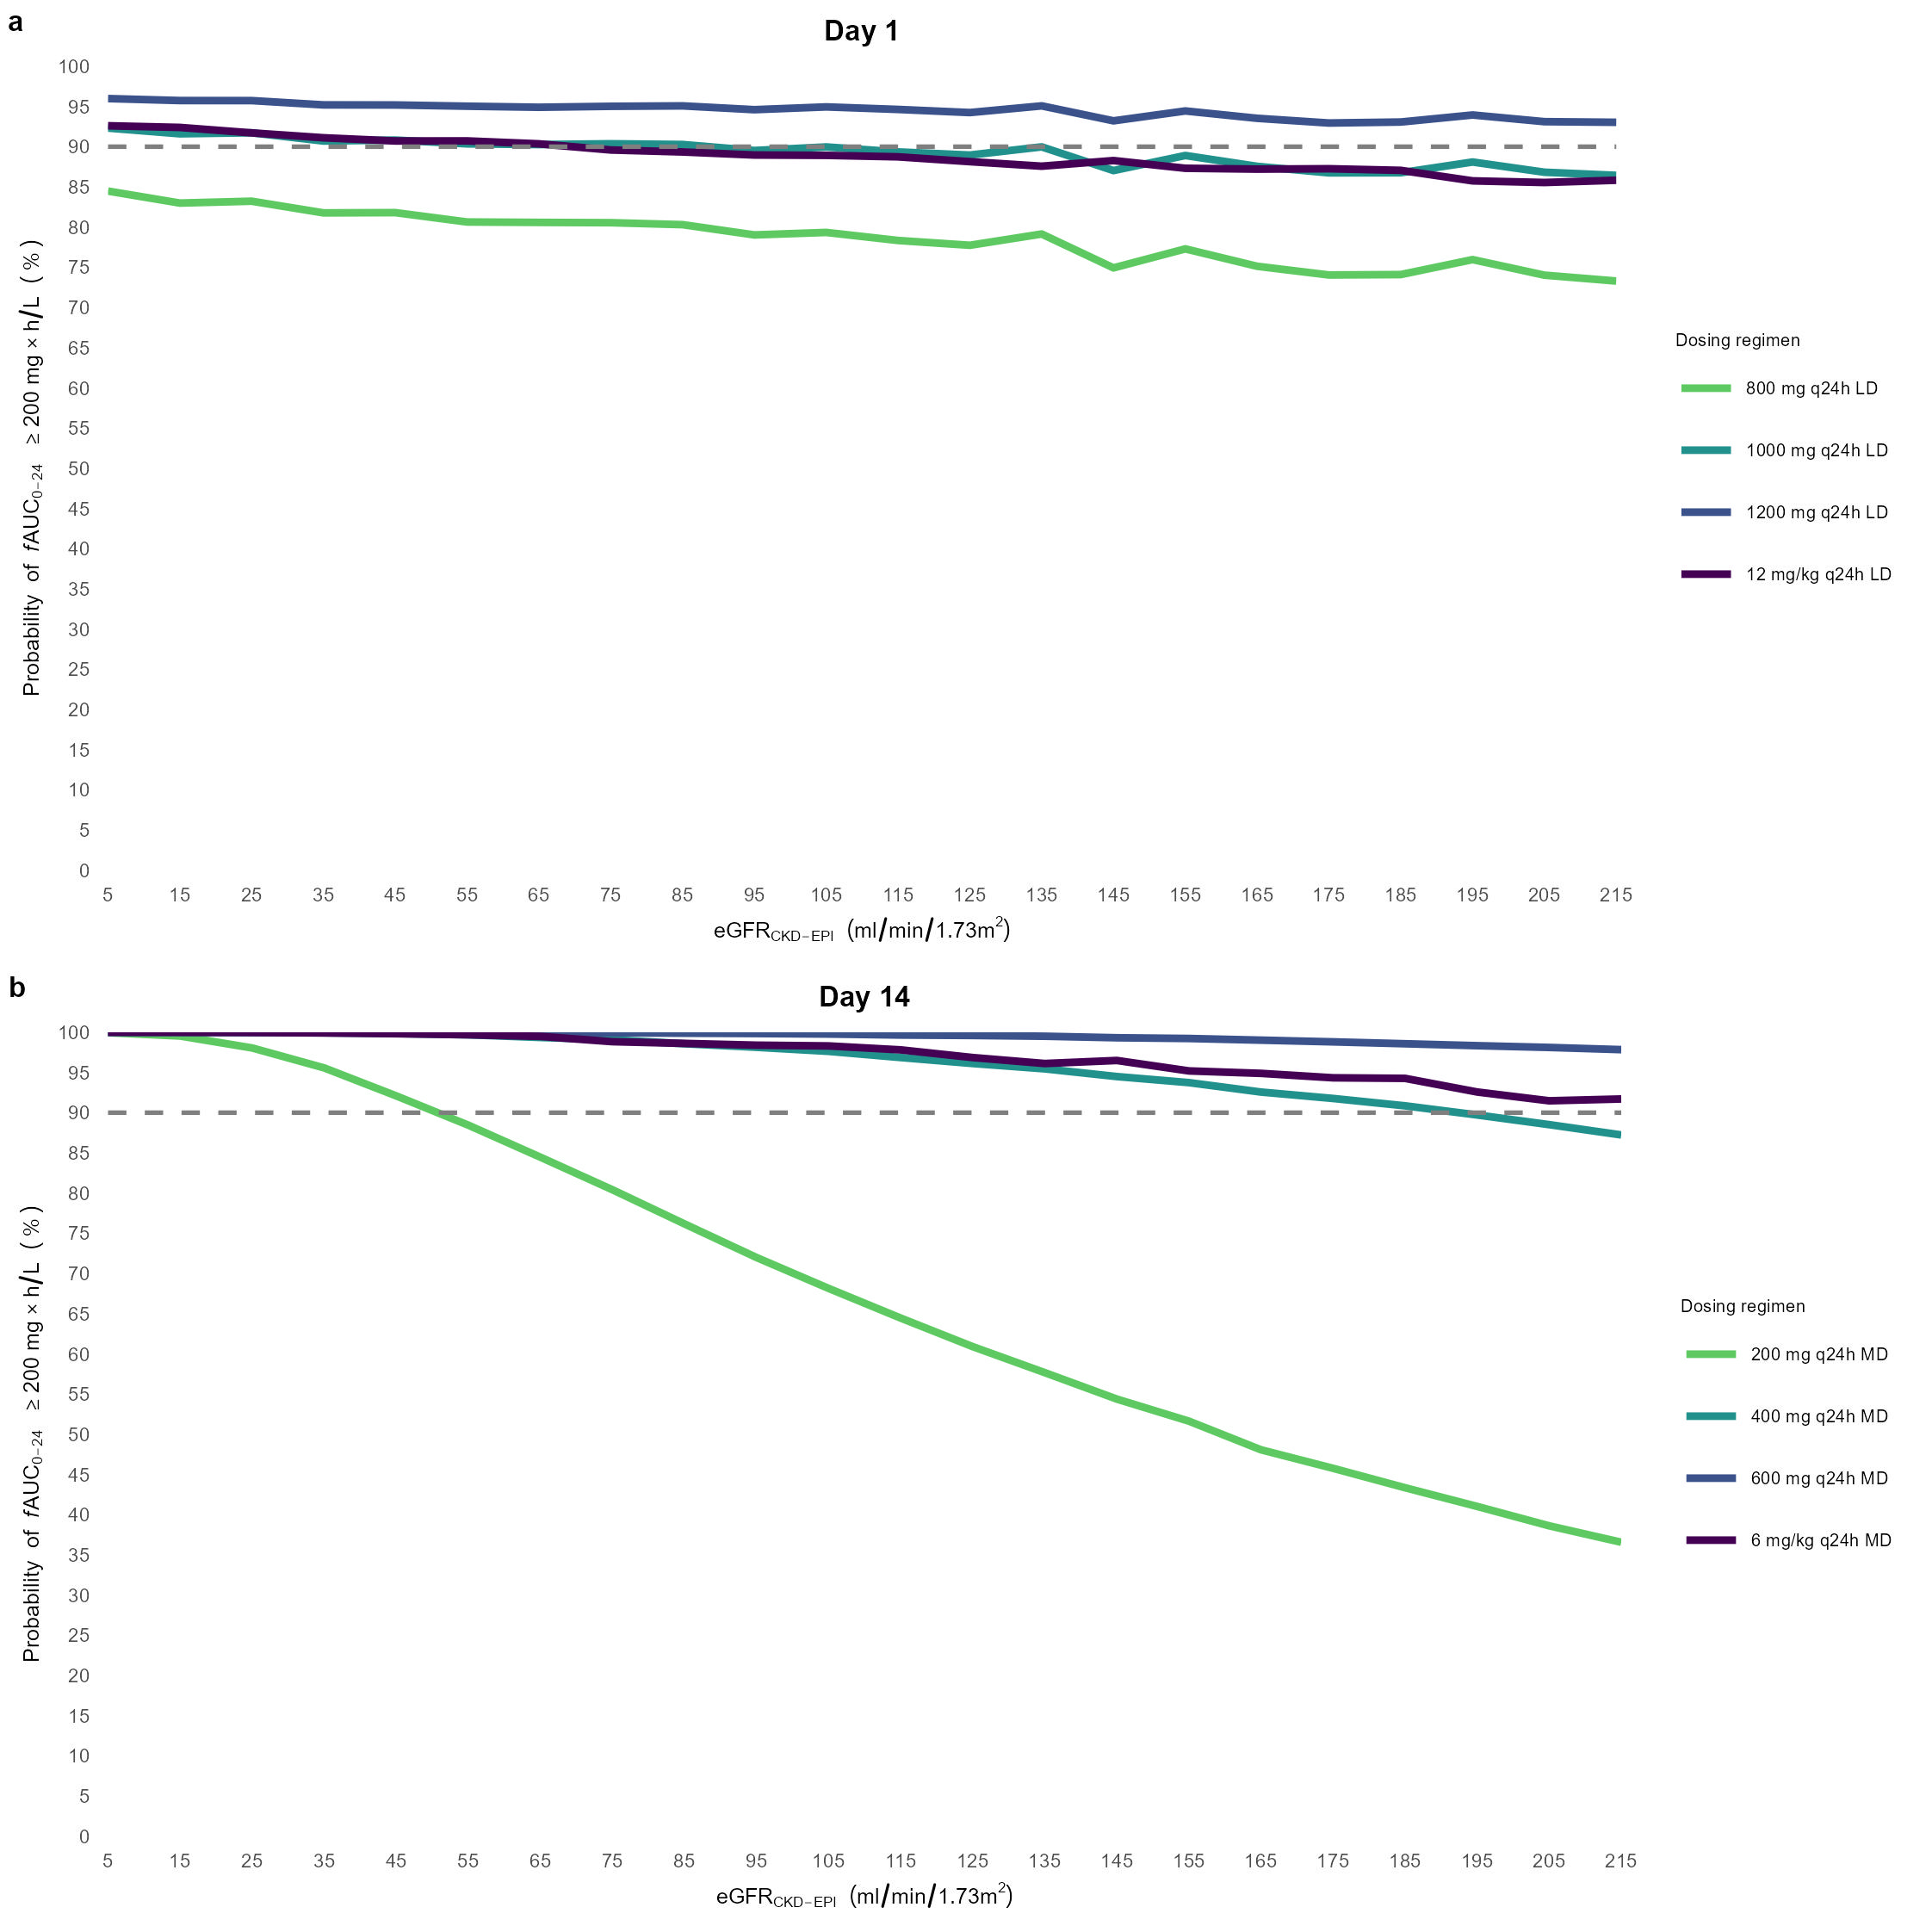 a
Day 1
100
95
90
85
80
75
70
65
60
55
50
45
40
35
30
25
20
15
10
5
0
Probability of fAUC0−24 ≥ 200 mg × h/L (%)
5 15 25 35 45 55 65 75 85 95 105 115 125 135 145 155 165 175 185 195 205 215
eGFRCKD−EPI (ml/min/1.73m2)
Dosing regimen
800 mg q24h LD
1000 mg q24h LD
1200 mg q24h LD
12 mg/kg q24h LD
b
Day 14
100
95
90
85
80
75
70
65
60
55
50
45
40
35
30
25
20
15
10
5
0
Probability of fAUC0−24 ≥ 200 mg × h/L (%)
5 15 25 35 45 55 65 75 85 95 105 115 125 135 145 155 165 175 185 195 205 215
eGFRCKD−EPI (ml/min/1.73m2)
Dosing regimen
200 mg q24h MD
400 mg q24h MD
600 mg q24h MD
6 mg/kg q24h MD